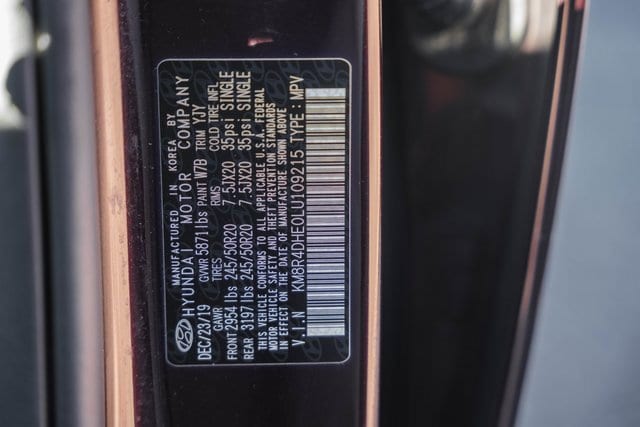 MANUFACTURED IN KOREA BY
HYUNDAI MOTOR COMPANY
DEC/23/19 GVWR 5871lbs PAINT W7B TRIM YJY
GAWR TIRES RIMS COLD TIRE INFL
FRONT 2954 lbs 245/50R20 7.5JX20 35psi SINGLE
REAR 3197 lbs 245/50R20 7.5JX20 35psi SINGLE
THIS VEHICLE CONFORMS TO ALL APPLICABLE U.S.A. FEDERAL
MOTOR VEHICLE SAFETY AND THEFT PREVENTION STANDARDS
IN EFFECT ON THE DATE OF MANUFACTURE SHOWN ABOVE
V.I.N KM8R4DHE0LU109215 TYPE : MPV